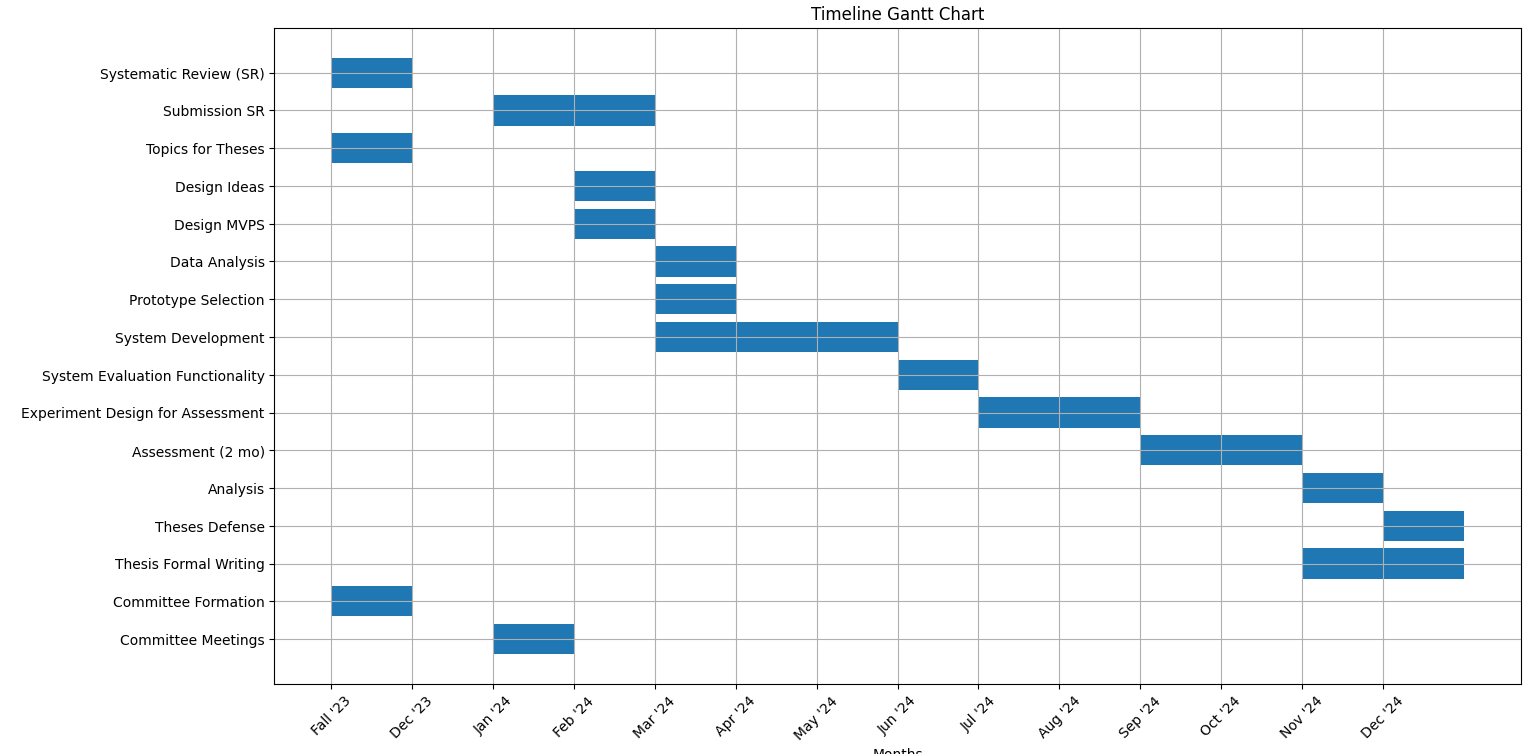 Timeline Gantt Chart
Systematic Review (SR)
Submission SR
Topics for Theses
Design Ideas
Design MVPS
Data Analysis
Prototype Selection
System Development
System Evaluation Functionality
Experiment Design for Assessment
Assessment (2 mo)
Analysis
Theses Defense
Thesis Formal Writing
Committee Formation
Committee Meetings
Fall '23
Dec '23
Jan '24
Feb '24
Mar '24
Apr '24
May '24
Jun '24
Jul '24
Aug '24
Sep '24
Oct '24
Nov '24
Dec '24
Months